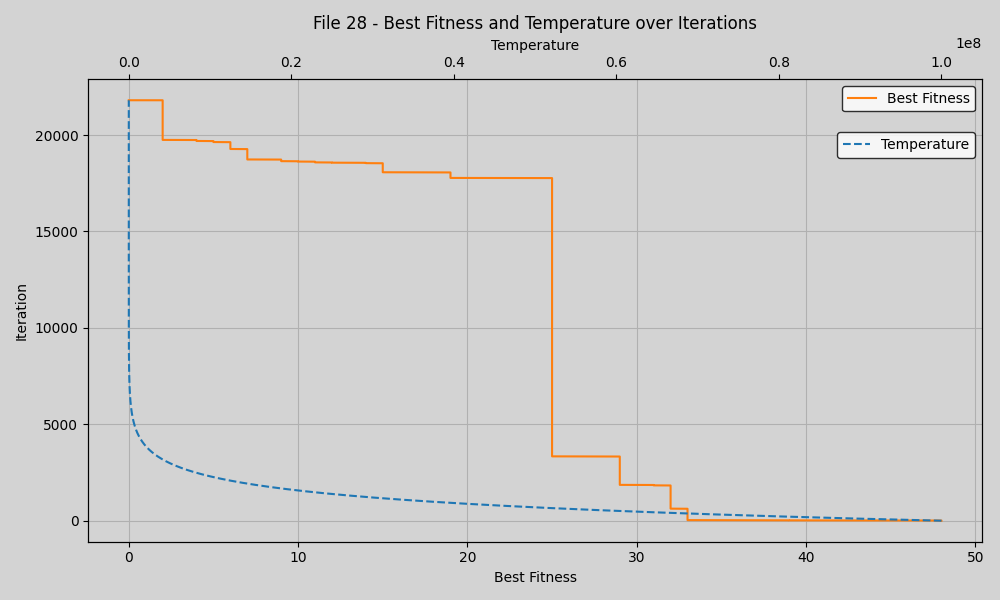 File 28 - Best Fitness and Temperature over Iterations
Temperature
1e8
0.0 0.2 0.4 0.6 0.8 1.0
Best Fitness
Temperature
Iteration
20000
15000
10000
5000
0
0 10 20 30 40 50
Best Fitness